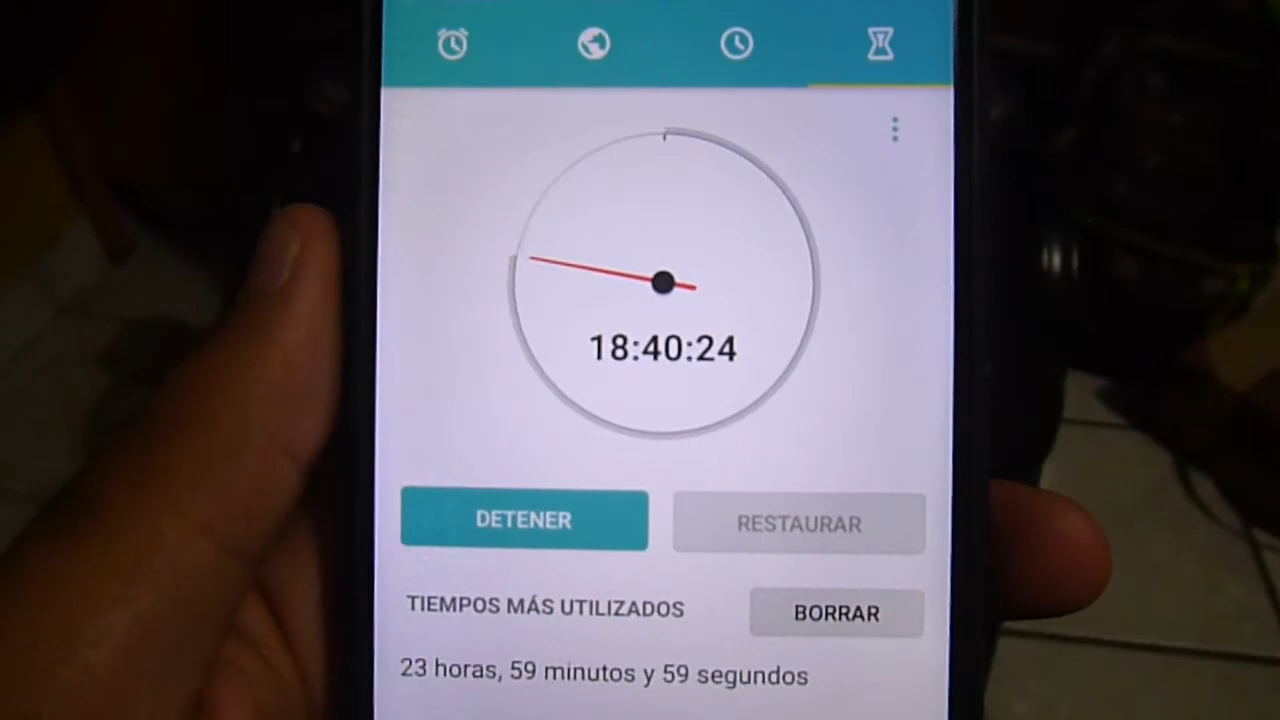 18:40:24
DETENER
RESTAURAR
TIEMPOS MÁS UTILIZADOS
BORRAR
23 horas, 59 minutos y 59 segundos